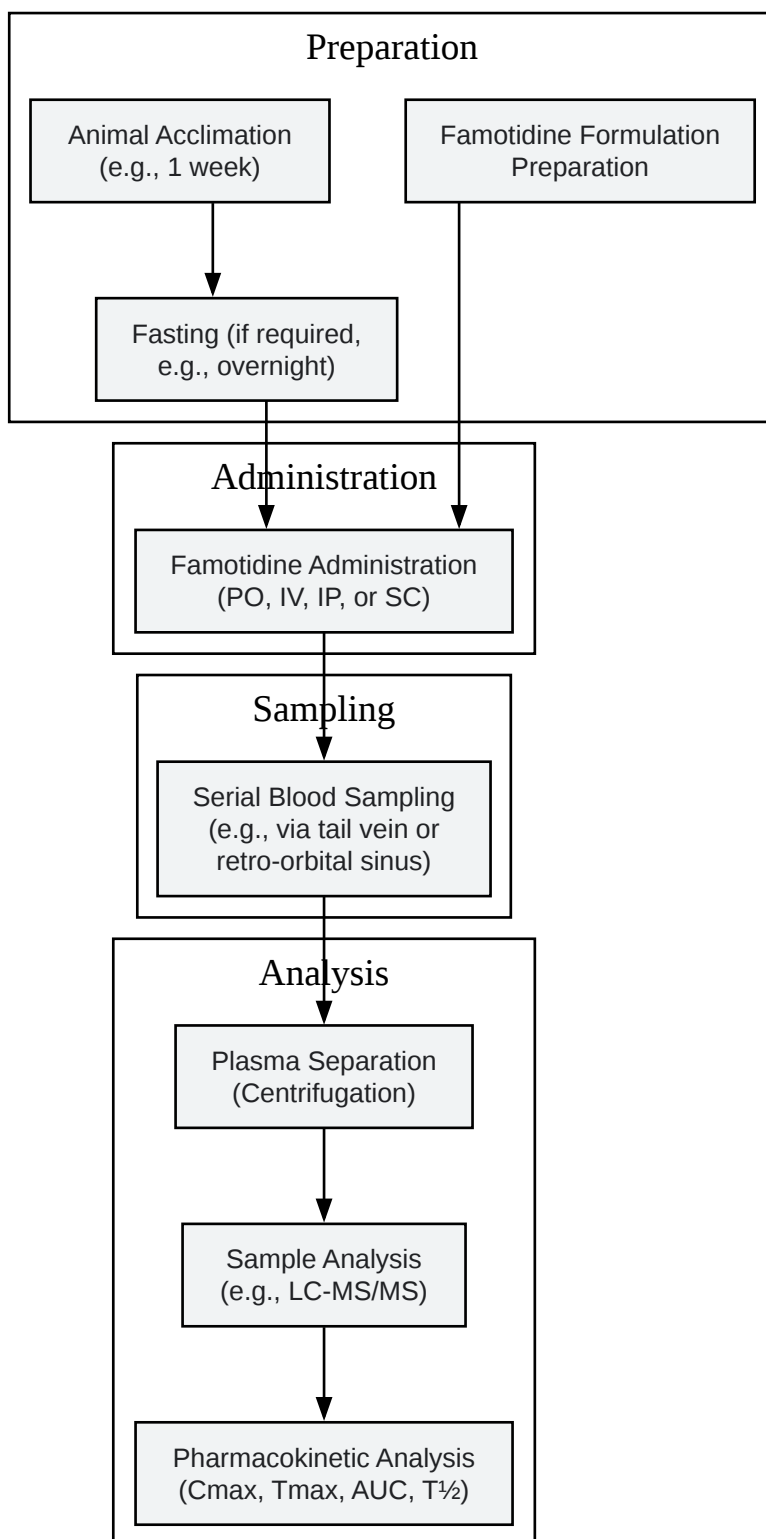 Preparation
Animal Acclimation
(e.g., 1 week)
Famotidine Formulation
Preparation
Fasting (if required,
e.g., overnight)
Administration
Famotidine Administration
(PO, IV, IP, or SC)
Sampling
Serial Blood Sampling
(e.g., via tail vein or
retro-orbital sinus)
Analysis
Plasma Separation
(Centrifugation)
Sample Analysis
(e.g., LC-MS/MS)
Pharmacokinetic Analysis
(Cmax, Tmax, AUC, T½)